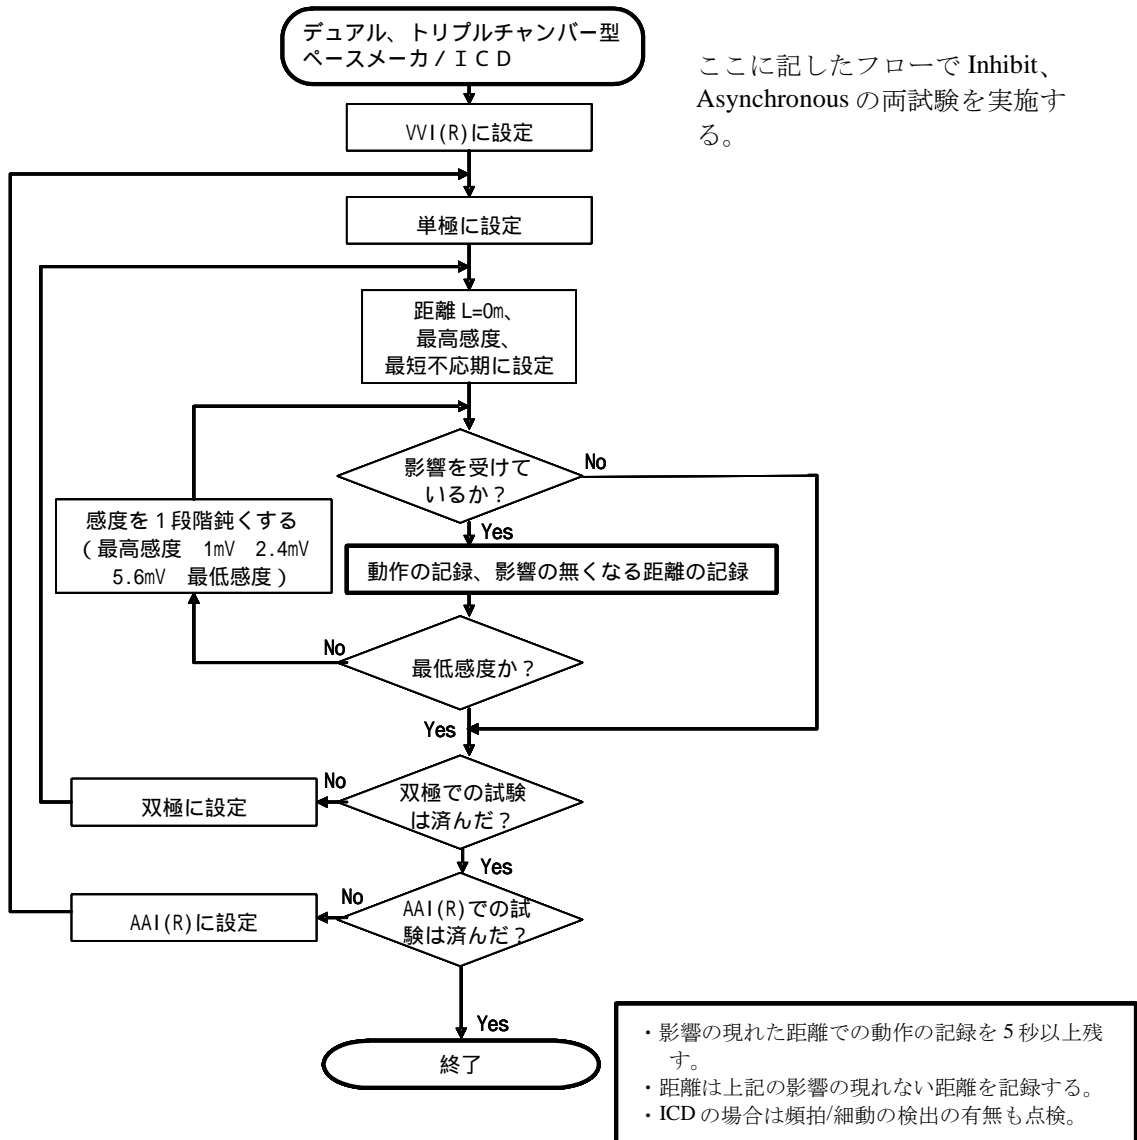 デュアル、トリプルチャンバー型
ペースメーカ/ＩＣＤ
ここに記したフローで Inhibit、
Asynchronous の両試験を実施す
る。
VVI(R)に設定
単極に設定
距離 L=0m、
最高感度、
最短不応期に設定
影響を受けて
いるか？
No
Yes
感度を１段階鈍くする
（最高感度　1mV　2.4mV
5.6mV　最低感度）
動作の記録、影響の無くなる距離の記録
最低感度か？
No
Yes
双極での試験
は済んだ？
No
双極に設定
Yes
AAI(R)での試
験は済んだ？
No
AAI(R)に設定
Yes
終了
・影響の現れた距離での動作の記録を 5 秒以上残
す。
・距離は上記の影響の現れない距離を記録する。
・ICD の場合は頻拍/細動の検出の有無も点検。